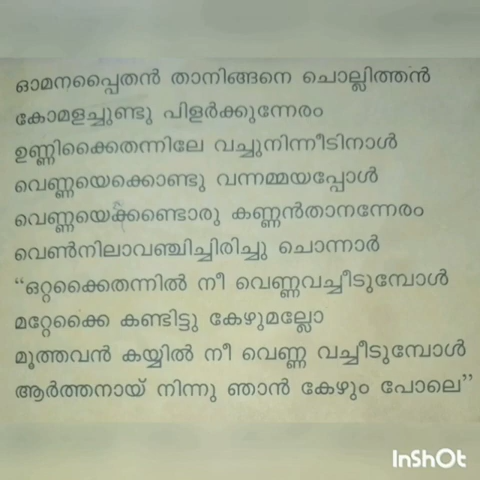 ഓമനപ്പൈതൻ താനിങ്ങനെ ചൊല്ലിത്തൻ
കോമളച്ചുണ്ടു പിളർക്കുന്നേരം
ഉണ്ണിക്കൈതന്നിലേ വച്ചുനിന്നീടിനാൾ
വെണ്ണയെക്കൊണ്ടു വന്നമ്മയപ്പോൾ
വെണ്ണയെക്കണ്ടൊരു കണ്ണൻതാനന്നേരം
വെൺനിലാവഞ്ചിച്ചിരിച്ചു ചൊന്നാർ
“ഒറ്റക്കൈതന്നിൽ നീ വെണ്ണവച്ചീടുമ്പോൾ
മറ്റേക്കൈ കണ്ടിട്ടു കേഴുമല്ലോ
മൂത്തവൻ കയ്യിൽ നീ വെണ്ണ വച്ചീടുമ്പോൾ
ആർത്തനായ് നിന്നു ഞാൻ കേഴും പോലെ”
InShOt